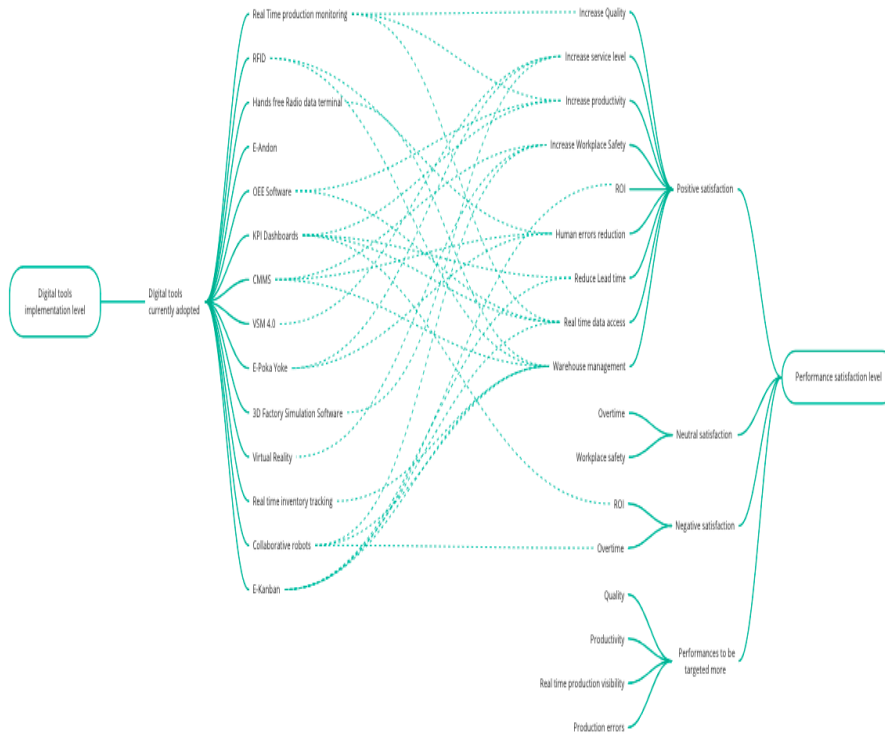 Digital tools
implementation level
Digital tools
currently adopted
Real Time production monitoring
RFID
Hands free Radio data terminal
E-Andon
OEE Software
KPI Dashboards
CMMS
VSM 4.0
E-Poka Yoke
3D Factory Simulation Software
Virtual Reality
Real time inventory tracking
Collaborative robots
E-Kanban
Increase Quality
Increase service level
Increase productivity
Increase Workplace Safety
ROI
Human errors reduction
Reduce Lead time
Real time data access
Warehouse management
Overtime
Workplace safety
ROI
Overtime
Quality
Productivity
Real time production visibility
Production errors
Positive satisfaction
Neutral satisfaction
Negative satisfaction
Performances to be
targeted more
Performance satisfaction level